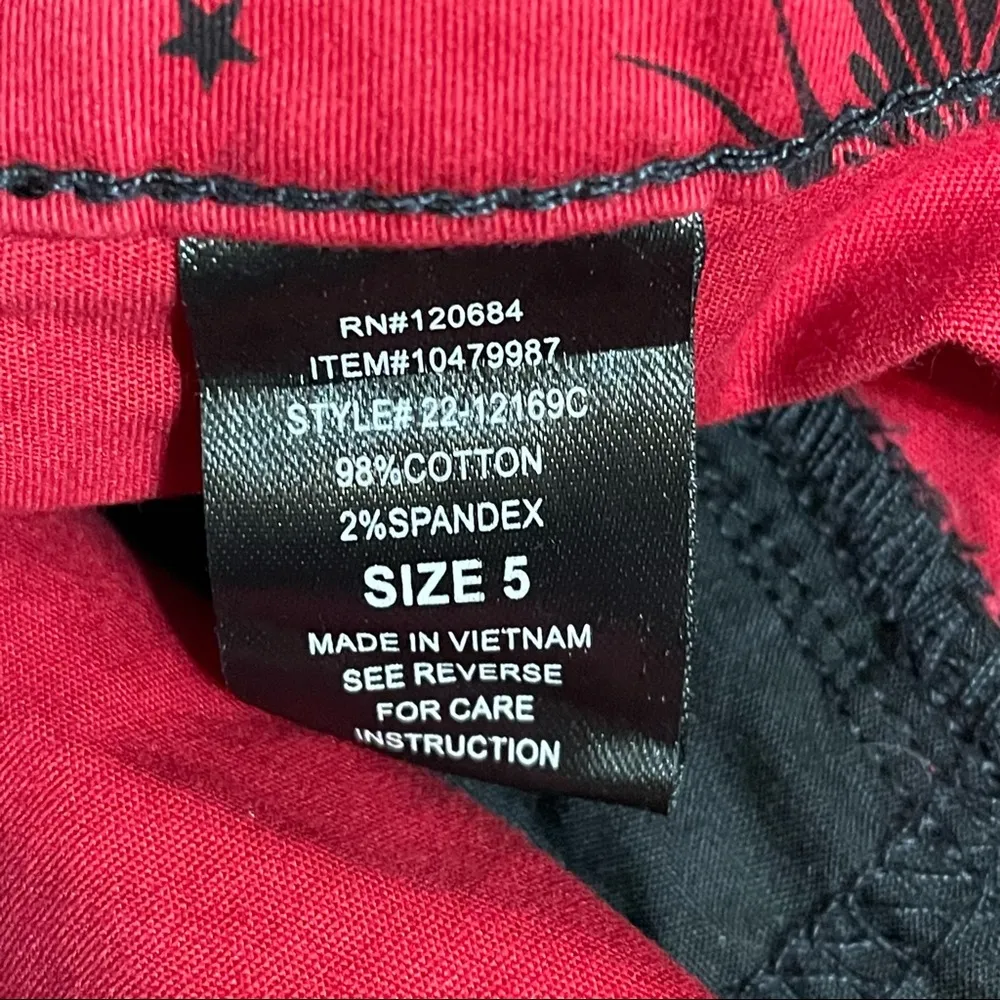 RN#120684
ITEM#10479987
STYLE# 22-12169C
98%COTTON
2%SPANDEX
SIZE 5
MADE IN VIETNAM
SEE REVERSE
FOR CARE
INSTRUCTION